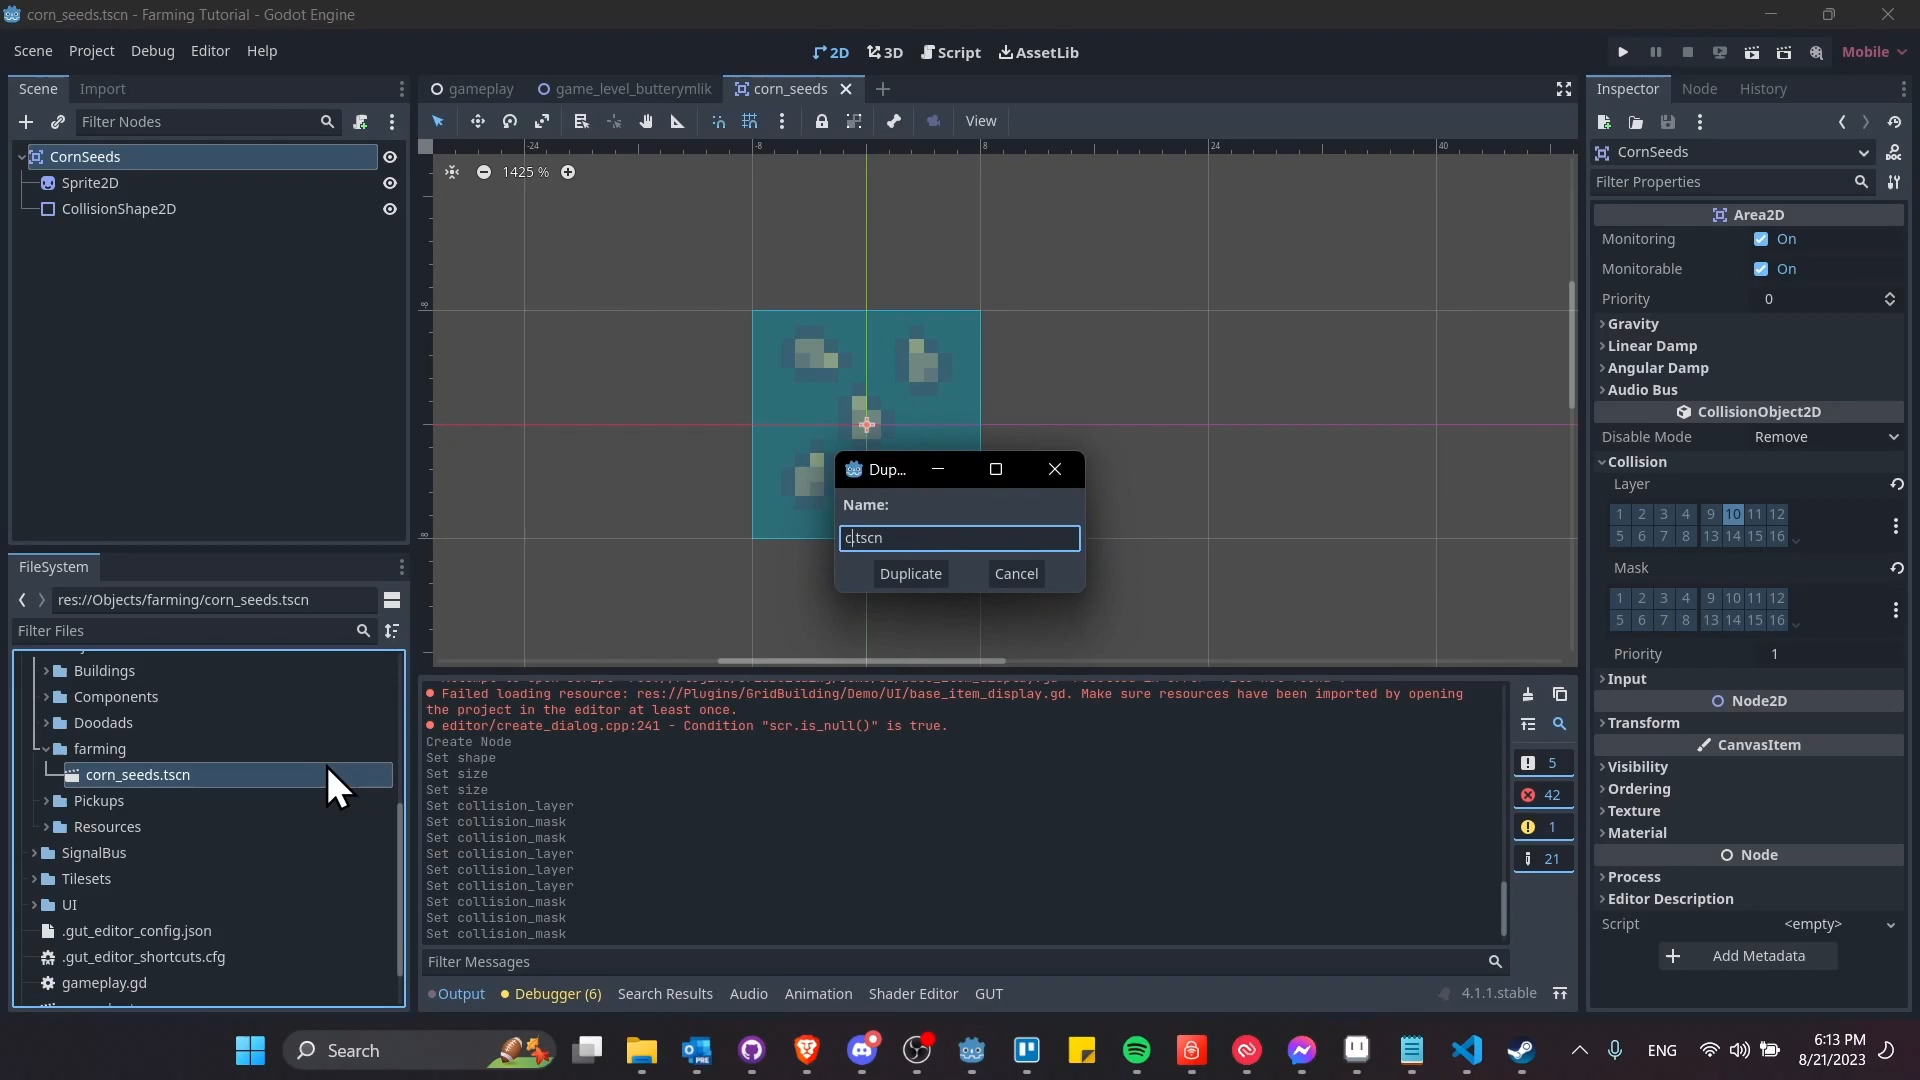 corn_seeds.tscn - Farming Tutorial - Godot Engine
Scene Project Debug Editor Help
2D 3D Script AssetLib
Mobile
Scene Import
gameplay game_level_butterymlik corn_seeds
Inspector Node History
Filter Nodes
View
CornSeeds
Sprite2D
CollisionShape2D
-24 -8 8 24 40
1425 %
-8
8
CornSeeds
Filter Properties
Area2D
Monitoring On
Monitorable On
Priority 0
Gravity
Linear Damp
Angular Damp
Audio Bus
CollisionObject2D
Disable Mode Remove
Collision
Layer
1 2 3 4 9 10 11 12
5 6 7 8 13 14 15 16
Mask
1 2 3 4 9 10 11 12
5 6 7 8 13 14 15 16
Priority 1
Input
Node2D
Transform
CanvasItem
Visibility
Ordering
Texture
Material
Node
Process
Editor Description
Script <empty>
Add Metadata
Dup...
Name:
c.tscn
Duplicate Cancel
FileSystem
res://Objects/farming/corn_seeds.tscn
Filter Files
Buildings
Components
Doodads
farming
corn_seeds.tscn
Pickups
Resources
SignalBus
Tilesets
UI
.gut_editor_config.json
.gut_editor_shortcuts.cfg
gameplay.gd
Failed loading resource: res://Plugins/GridBuilding/Demo/UI/base_item_display.gd. Make sure resources have been imported by opening
the project in the editor at least once.
editor/create_dialog.cpp:241 - Condition "scr.is_null()" is true.
Create Node
Set shape
Set size
Set size
Set collision_layer
Set collision_mask
Set collision_mask
Set collision_layer
Set collision_layer
Set collision_layer
Set collision_mask
Set collision_mask
Set collision_mask
5
42
1
21
Filter Messages
Output Debugger (6) Search Results Audio Animation Shader Editor GUT
4.1.1.stable
Search
ENG
6:13 PM
8/21/2023